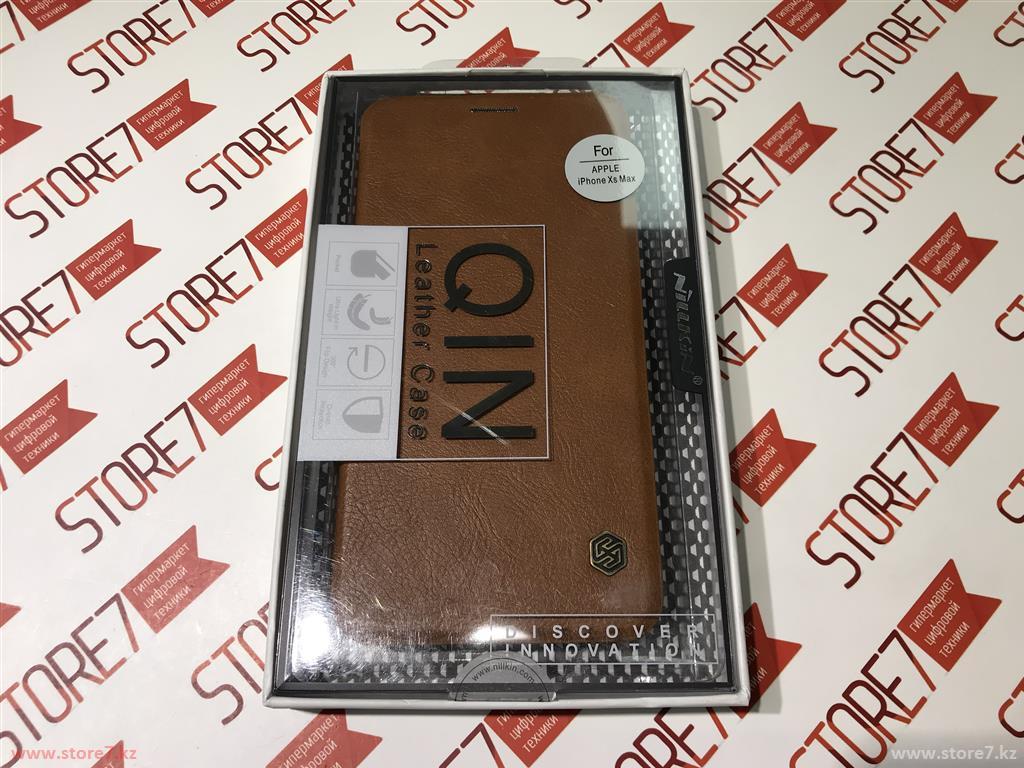 For
APPLE
iPhone Xs Max
QIN
Leather Case
NiLLKiN®
DISCOVER
INNOVATION
www.nillkin.com
STORE7
гипермаркет
цифровой
техники
www.store7.kz
www.store7.kz